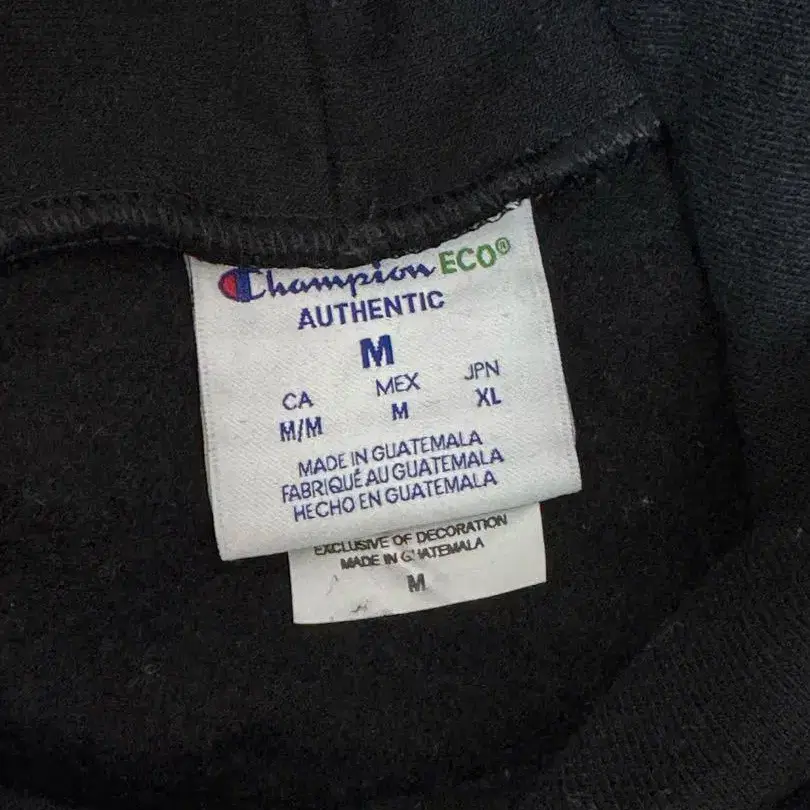 Champion ECO®
AUTHENTIC
M
CA MEX JPN
M/M M XL
MADE IN GUATEMALA
FABRIQUÉ AU GUATEMALA
HECHO EN GUATEMALA
EXCLUSIVE OF DECORATION
MADE IN GUATEMALA
M